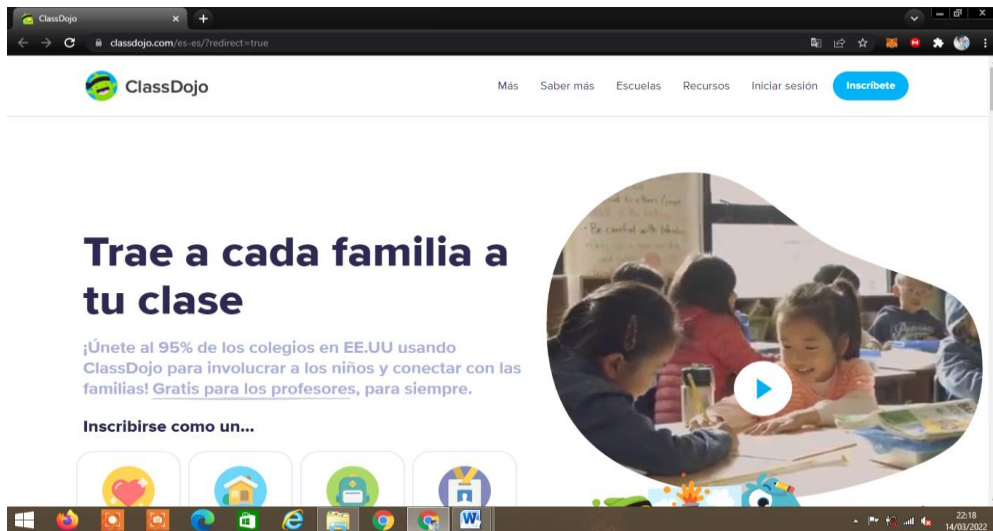 ClassDojo
classdojo.com/es-es/?redirect=true
ClassDojo
Más Saber más Escuelas Recursos Iniciar sesión Inscríbete
Trae a cada familia a
tu clase
¡Únete al 95% de los colegios en EE.UU usando
ClassDojo para involucrar a los niños y conectar con las
familias! Gratis para los profesores, para siempre.
Inscribirse como un...
22:18
14/03/2022